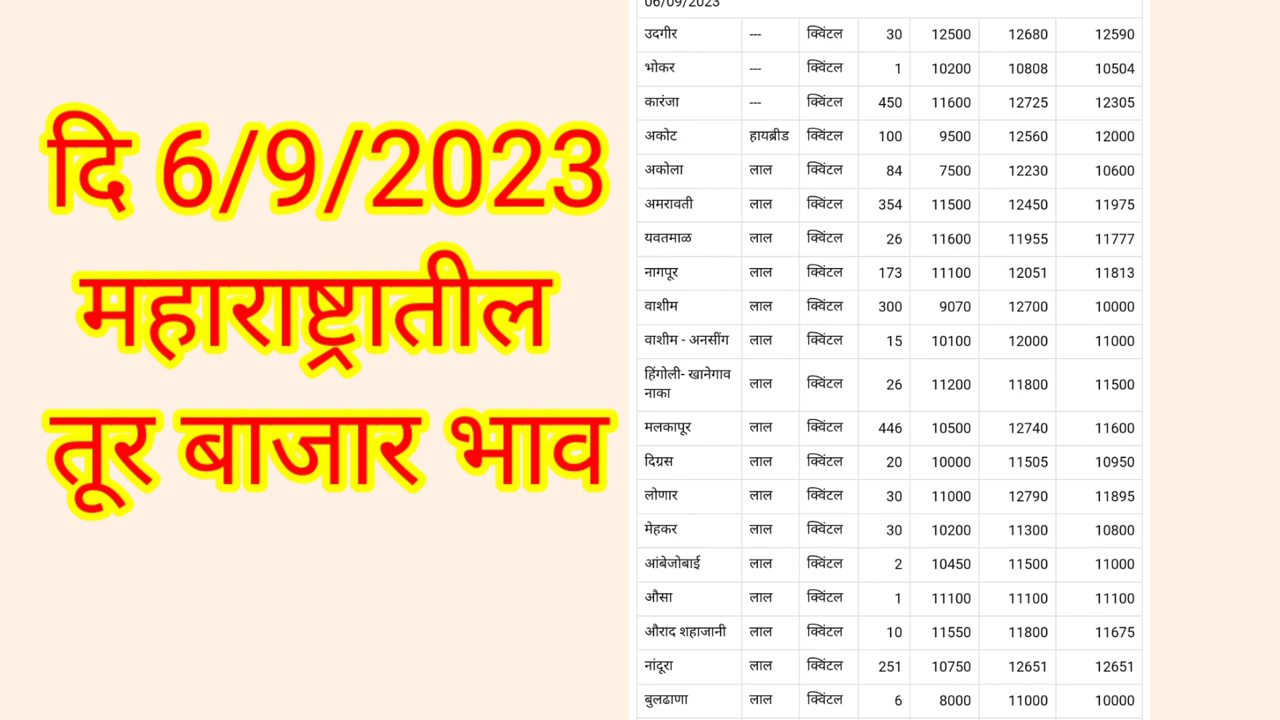 दि 6/9/2023
महाराष्ट्रातील
तूर बाजार भाव
06/09/2023
उदगीर --- क्विंटल 30 12500 12680 12590
भोकर --- क्विंटल 1 10200 10808 10504
कारंजा --- क्विंटल 450 11600 12725 12305
अकोट हायब्रीड क्विंटल 100 9500 12560 12000
अकोला लाल क्विंटल 84 7500 12230 10600
अमरावती लाल क्विंटल 354 11500 12450 11975
यवतमाळ लाल क्विंटल 26 11600 11955 11777
नागपूर लाल क्विंटल 173 11100 12051 11813
वाशीम लाल क्विंटल 300 9070 12700 10000
वाशीम - अनसींग लाल क्विंटल 15 10100 12000 11000
हिंगोली- खानेगाव नाका लाल क्विंटल 26 11200 11800 11500
मलकापूर लाल क्विंटल 446 10500 12740 11600
दिग्रस लाल क्विंटल 20 10000 11505 10950
लोणार लाल क्विंटल 30 11000 12790 11895
मेहकर लाल क्विंटल 30 10200 11300 10800
आंबेजोबाई लाल क्विंटल 2 10450 11500 11000
औसा लाल क्विंटल 1 11100 11100 11100
औराद शहाजानी लाल क्विंटल 10 11550 11800 11675
नांदूरा लाल क्विंटल 251 10750 12651 12651
बुलढाणा लाल क्विंटल 6 8000 11000 10000